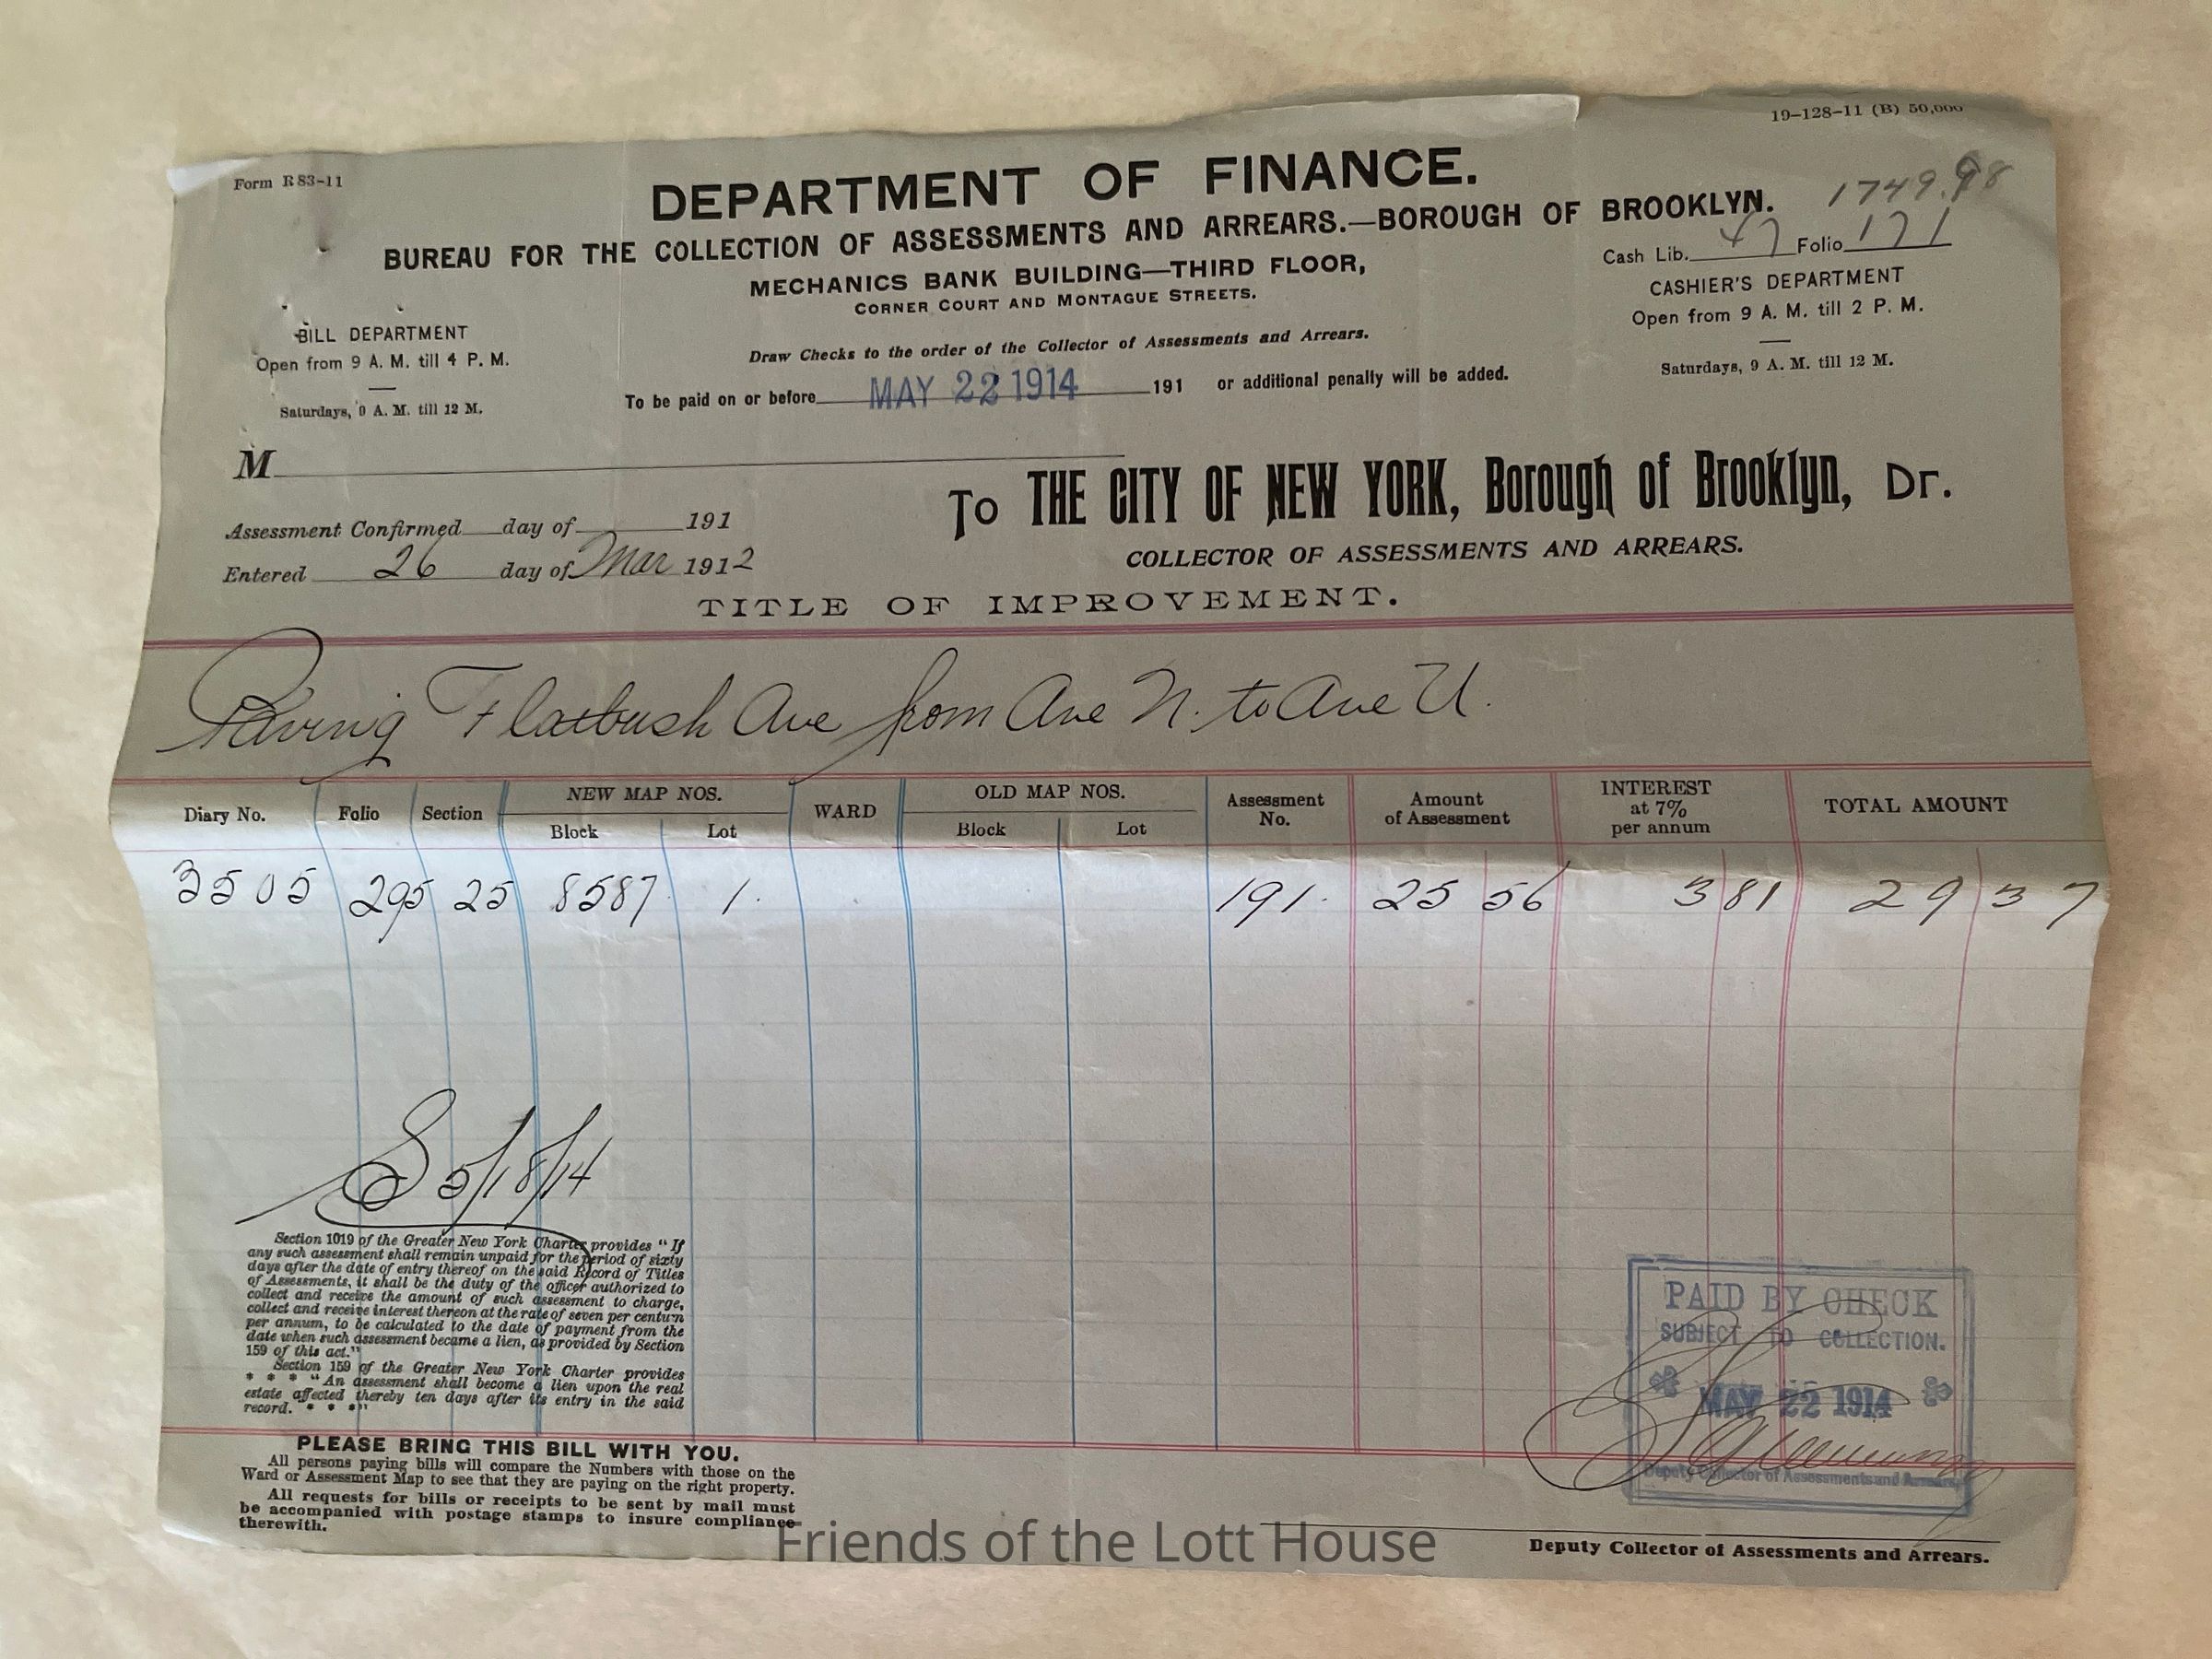 19-128-11 (B) 50,000
Form R 83-11
DEPARTMENT OF FINANCE.
1749.98
BUREAU FOR THE COLLECTION OF ASSESSMENTS AND ARREARS.—BOROUGH OF BROOKLYN.
Cash Lib. 47 Folio 171
MECHANICS BANK BUILDING—THIRD FLOOR,
CORNER COURT AND MONTAGUE STREETS.
CASHIER'S DEPARTMENT
Open from 9 A. M. till 2 P. M.
Saturdays, 9 A. M. till 12 M.
BILL DEPARTMENT
Open from 9 A. M. till 4 P. M.
Saturdays, 9 A. M. till 12 M.
Draw Checks to the order of the Collector of Assessments and Arrears.
To be paid on or before MAY 22 1914 191 or additional penalty will be added.
M
To THE CITY OF NEW YORK, Borough of Brooklyn, Dr.
COLLECTOR OF ASSESSMENTS AND ARREARS.
Assessment Confirmed day of 191
Entered 26 day of Mar 1912
TITLE OF IMPROVEMENT.
Paving Flatbush Ave from Ave N. to Ave U.
Diary No. Folio Section NEW MAP NOS. Block Lot WARD OLD MAP NOS. Block Lot Assessment No. Amount of Assessment INTEREST at 7% per annum TOTAL AMOUNT
3505 295 25 8587 1. 191. 25 56 3 81 29 37
5/18/14
Section 1019 of the Greater New York Charter provides "If
any such assessment shall remain unpaid for the period of sixty
days after the date of entry thereof on the said Record of Titles
of Assessments, it shall be the duty of the officer authorized to
collect and receive the amount of such assessment to charge,
collect and receive interest thereon at the rate of seven per centum
per annum, to be calculated to the date of payment from the
date when such assessment became a lien, as provided by Section
159 of this act."
Section 159 of the Greater New York Charter provides
* * * "An assessment shall become a lien upon the real
estate affected thereby ten days after its entry in the said
record. * * *"
PLEASE BRING THIS BILL WITH YOU.
All persons paying bills will compare the Numbers with those on the
Ward or Assessment Map to see that they are paying on the right property.
All requests for bills or receipts to be sent by mail must
be accompanied with postage stamps to insure compliance
therewith.
PAID BY CHECK
SUBJECT TO COLLECTION.
MAY 22 1914
Deputy Collector of Assessments and Arrears.
Deputy Collector of Assessments and Arrears.
Friends of the Lott House